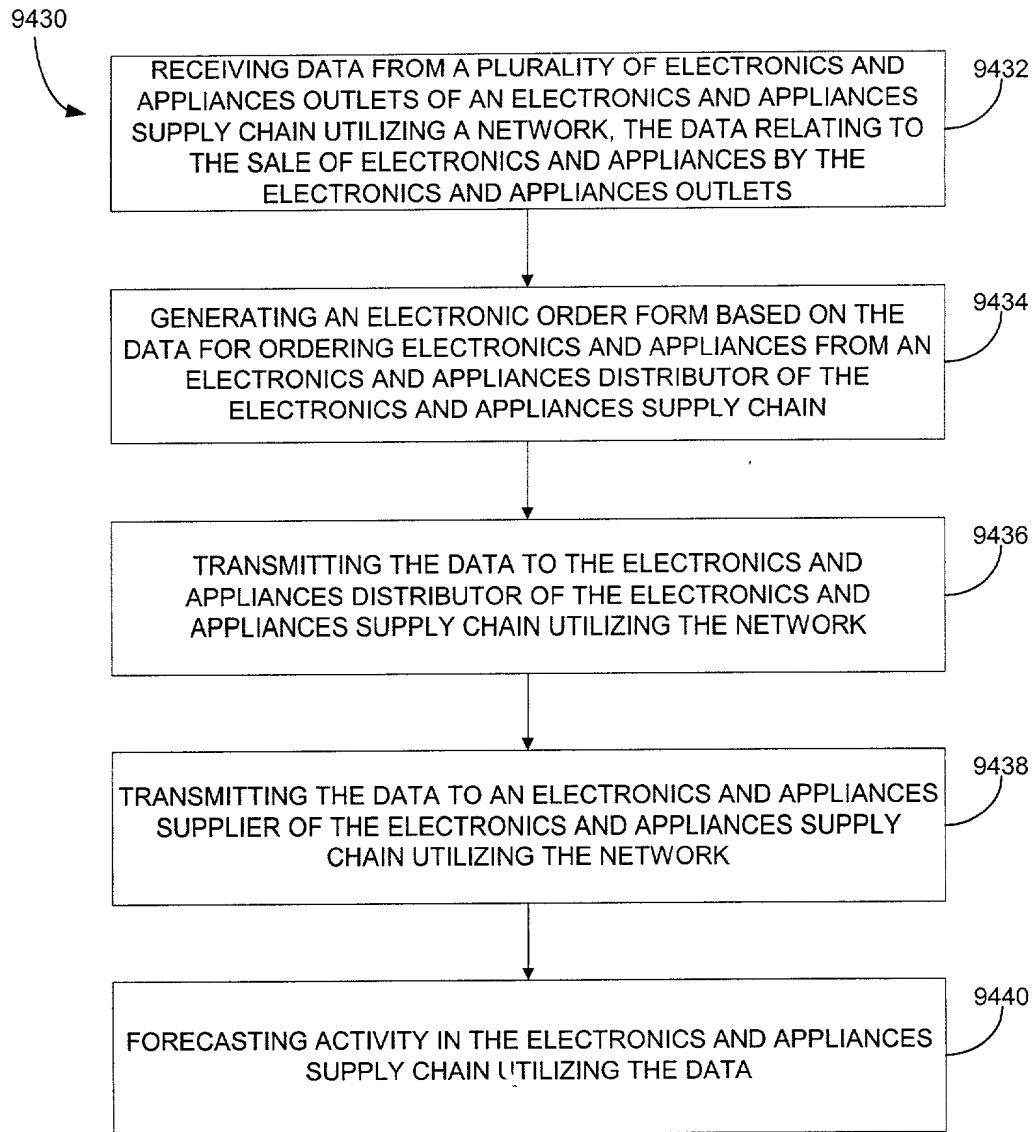 9430
RECEIVING DATA FROM A PLURALITY OF ELECTRONICS AND
APPLIANCES OUTLETS OF AN ELECTRONICS AND APPLIANCES
SUPPLY CHAIN UTILIZING A NETWORK, THE DATA RELATING TO
THE SALE OF ELECTRONICS AND APPLIANCES BY THE
ELECTRONICS AND APPLIANCES OUTLETS
9432
GENERATING AN ELECTRONIC ORDER FORM BASED ON THE
DATA FOR ORDERING ELECTRONICS AND APPLIANCES FROM AN
ELECTRONICS AND APPLIANCES DISTRIBUTOR OF THE
ELECTRONICS AND APPLIANCES SUPPLY CHAIN
9434
TRANSMITTING THE DATA TO THE ELECTRONICS AND
APPLIANCES DISTRIBUTOR OF THE ELECTRONICS AND
APPLIANCES SUPPLY CHAIN UTILIZING THE NETWORK
9436
TRANSMITTING THE DATA TO AN ELECTRONICS AND APPLIANCES
SUPPLIER OF THE ELECTRONICS AND APPLIANCES SUPPLY
CHAIN UTILIZING THE NETWORK
9438
FORECASTING ACTIVITY IN THE ELECTRONICS AND APPLIANCES
SUPPLY CHAIN UTILIZING THE DATA
9440